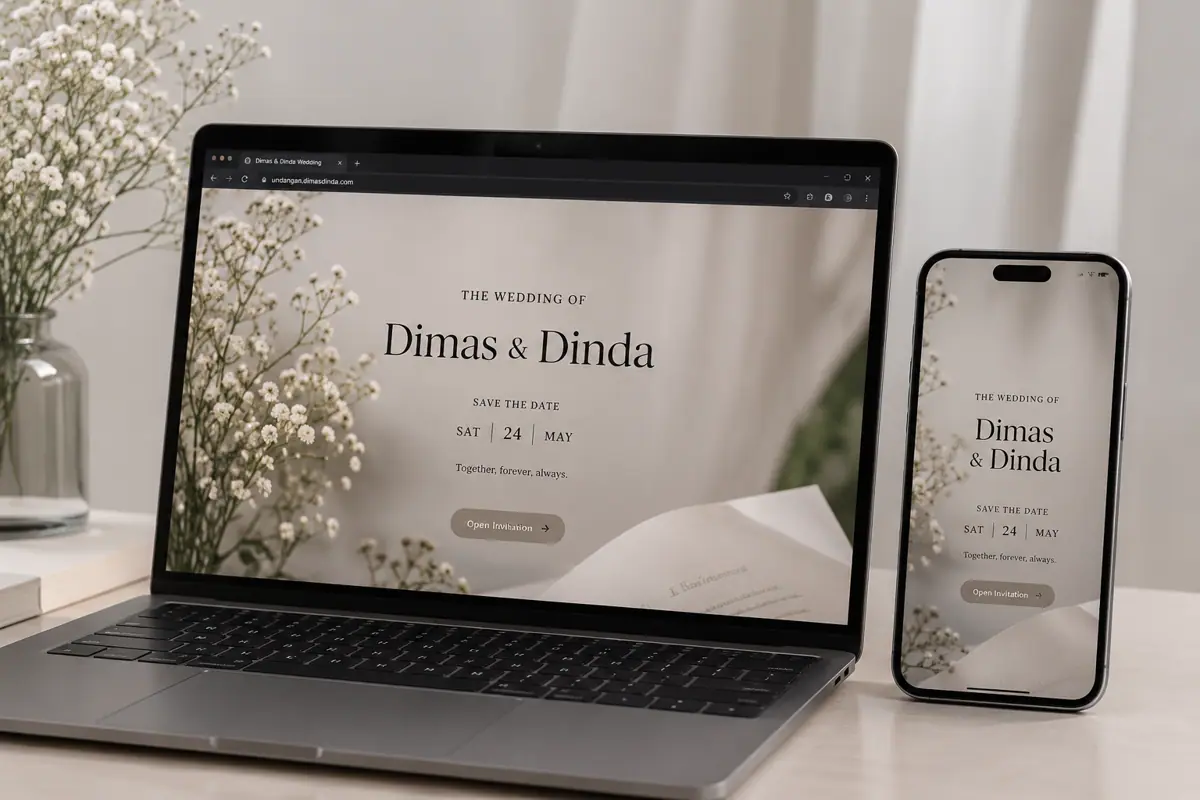 Dimas & Dinda Wedding
undangan.dimasdinda.com
THE WEDDING OF
Dimas & Dinda
SAVE THE DATE
SAT | 24 | MAY
Together, forever, always.
Open Invitation →
THE WEDDING OF
Dimas
& Dinda
SAVE THE DATE
SAT | 24 | MAY
Together, forever, always.
Open Invitation →